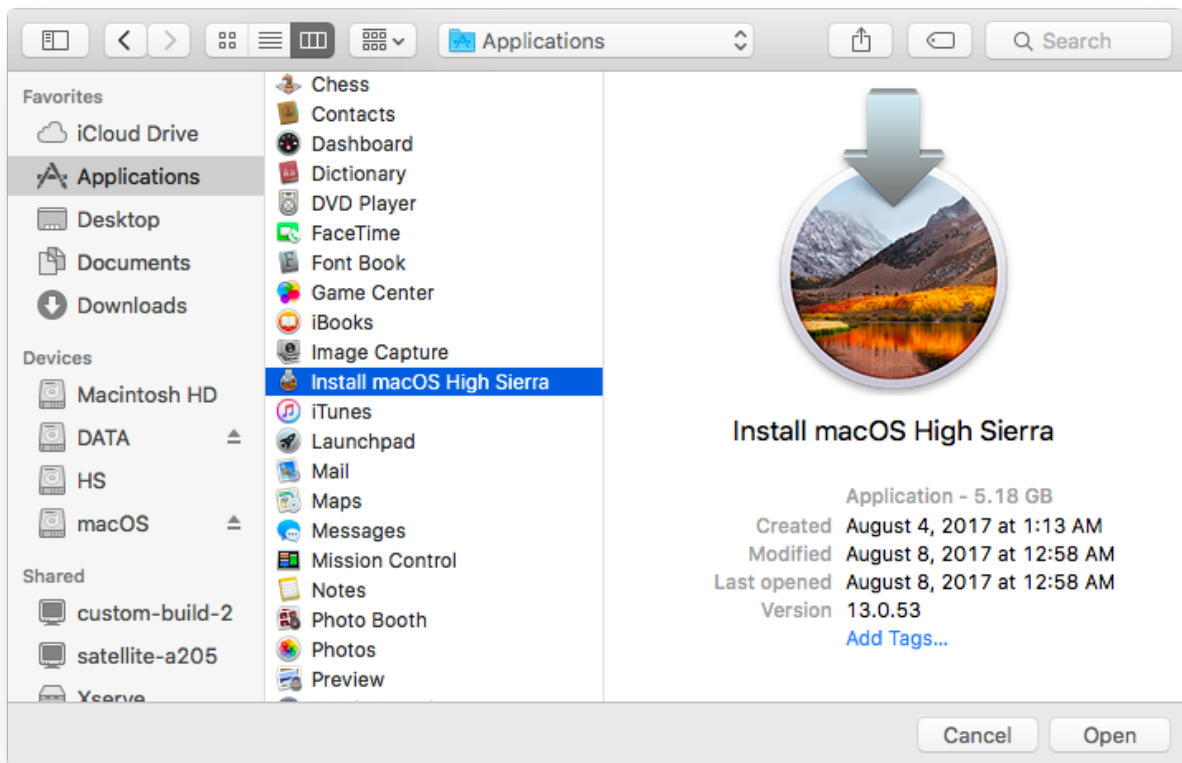 Applications
Search
Favorites
iCloud Drive
Applications
Desktop
Documents
Downloads
Devices
Macintosh HD
DATA
HS
macOS
Shared
custom-build-2
satellite-a205
Xserve
Chess
Contacts
Dashboard
Dictionary
DVD Player
FaceTime
Font Book
Game Center
iBooks
Image Capture
Install macOS High Sierra
iTunes
Launchpad
Mail
Maps
Messages
Mission Control
Notes
Photo Booth
Photos
Preview
Install macOS High Sierra
Application - 5.18 GB
Created August 4, 2017 at 1:13 AM
Modified August 8, 2017 at 12:58 AM
Last opened August 8, 2017 at 12:58 AM
Version 13.0.53
Add Tags...
Cancel
Open